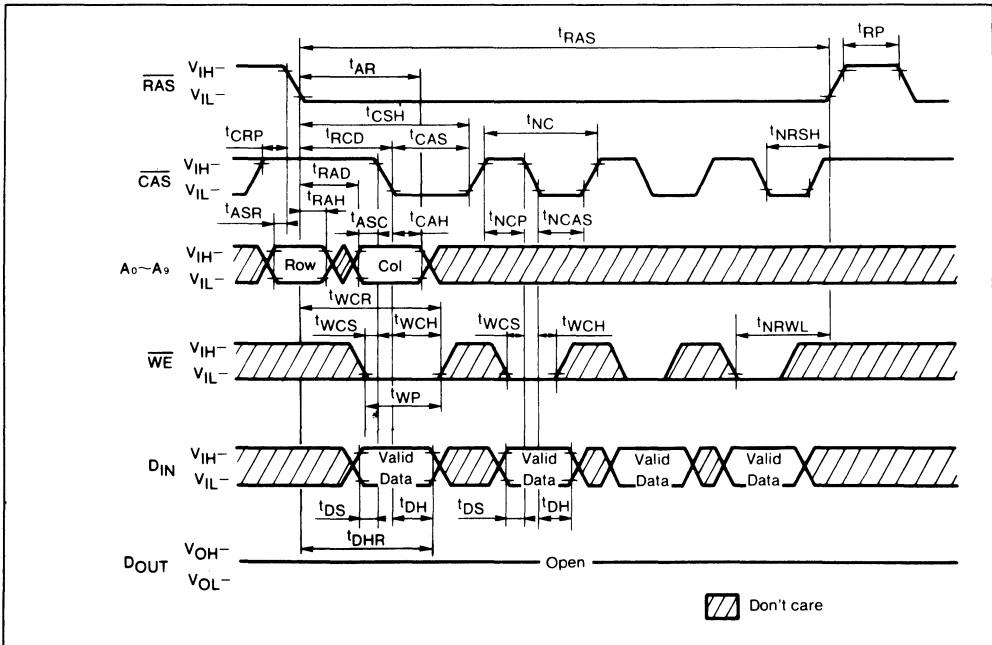 tRAS
tRP
RAS
VIH–
VIL–
tAR
tCSH
tNC
tCRP
tRCD
tCAS
tNRSH
CAS
VIH–
VIL–
tRAD
tRAH
tASR
tASC
tCAH
tNCP
tNCAS
A0~A9
VIH–
VIL–
Row
Col
tWCR
tWCS
tWCH
tWCS
tWCH
tNRWL
WE
VIH–
VIL–
tWP
DIN
VIH–
VIL–
Valid
Data
Valid
Data
Valid
Data
Valid
Data
tDS
tDH
tDS
tDH
tDHR
DOUT
VOH–
VOL–
Open
Don't care